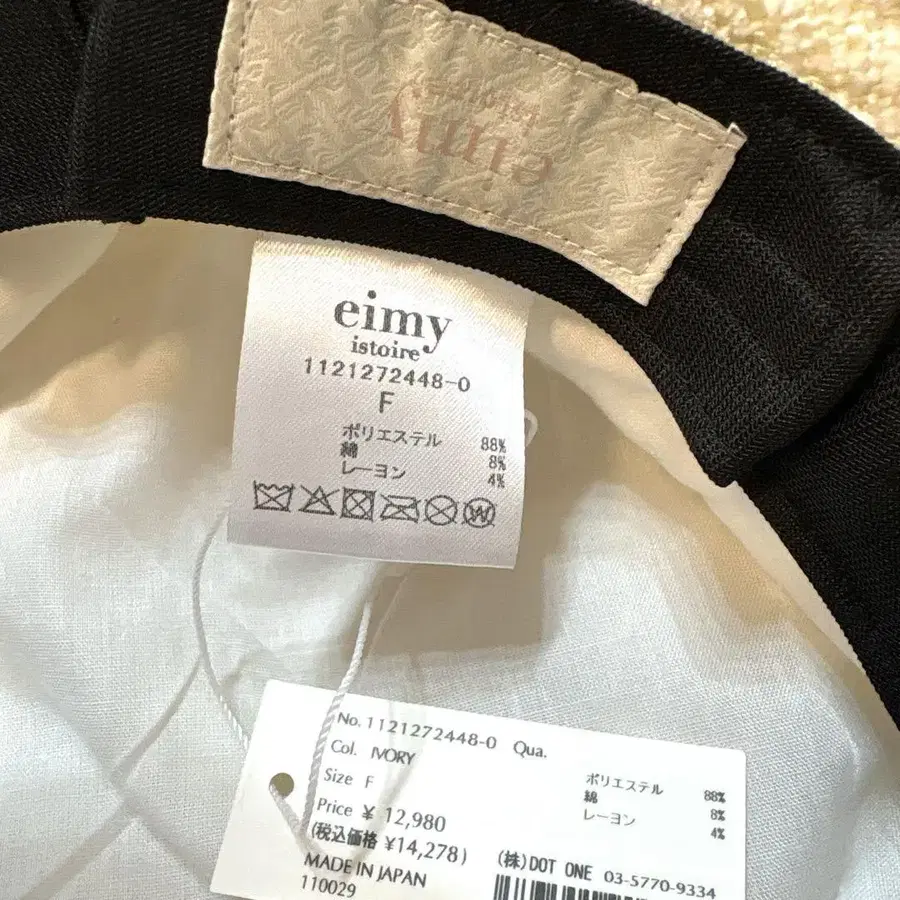 eimy
eimy
istoire
1121272448-0
F
ポリエステル 88%
綿 8%
レーヨン 4%
W
No. 1121272448-0 Qua.
Col. IVORY
Size F
Price ¥ 12,980
(税込価格 ¥14,278)
MADE IN JAPAN
110029
ポリエステル 88%
綿 8%
レーヨン 4%
(株)DOT ONE 03-5770-9334